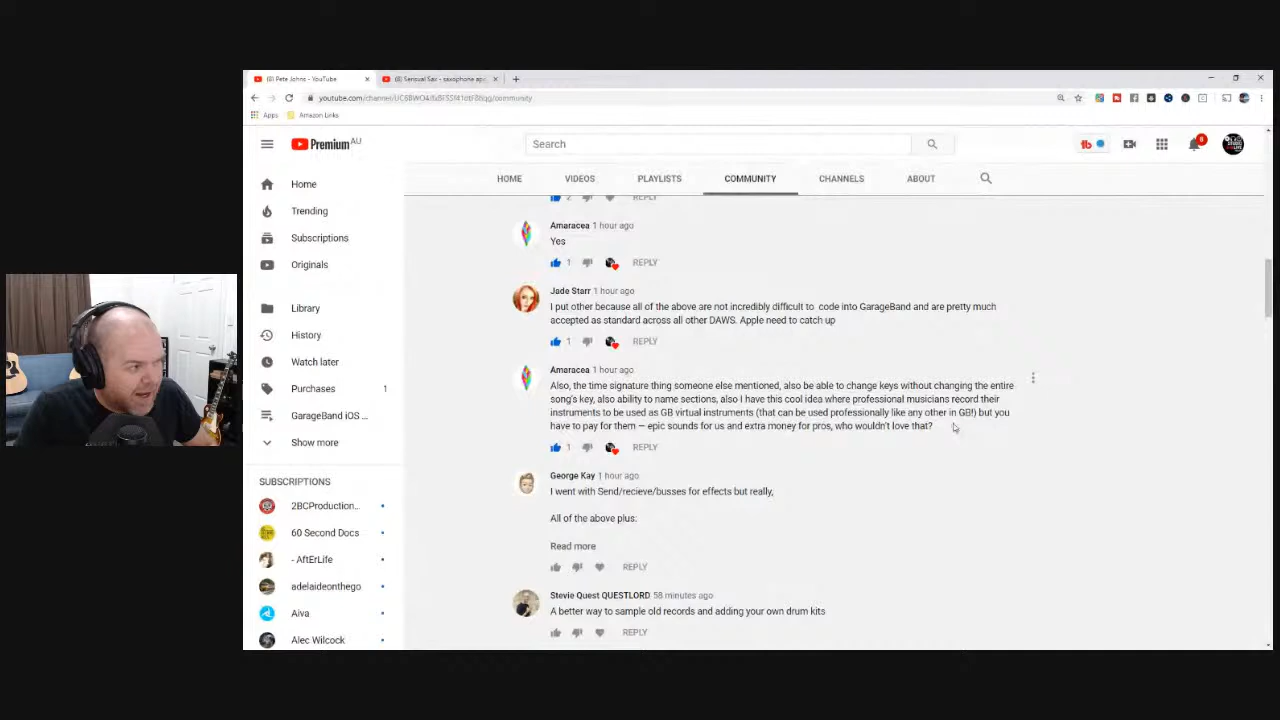 (8) Pete Johns - YouTube
Apps
Amazon Links
Premium AU
Search
8
Home
Trending
Subscriptions
Originals
Library
History
Watch later
Purchases 1
GarageBand iOS ...
Show more
SUBSCRIPTIONS
2BCProduction...
60 Second Docs
- AftErLife
adelaideonthego
Aiva
Alec Wilcock
HOME VIDEOS PLAYLISTS COMMUNITY CHANNELS ABOUT
2 REPLY
Amaracea 1 hour ago
Yes
1 REPLY
Jade Starr 1 hour ago
I put other because all of the above are not incredibly difficult to code into GarageBand and are pretty much
accepted as standard across all other DAWS. Apple need to catch up
1 REPLY
Amaracea 1 hour ago
Also, the time signature thing someone else mentioned, also be able to change keys without changing the entire
song's key, also ability to name sections, also I have this cool idea where professional musicians record their
instruments to be used as GB virtual instruments (that can be used professionally like any other in GB!) but you
have to pay for them — epic sounds for us and extra money for pros, who wouldn't love that?
1 REPLY
George Kay 1 hour ago
I went with Send/recieve/busses for effects but really,
All of the above plus:
Read more
REPLY
Stevie Quest QUESTLORD 58 minutes ago
A better way to sample old records and adding your own drum kits
REPLY